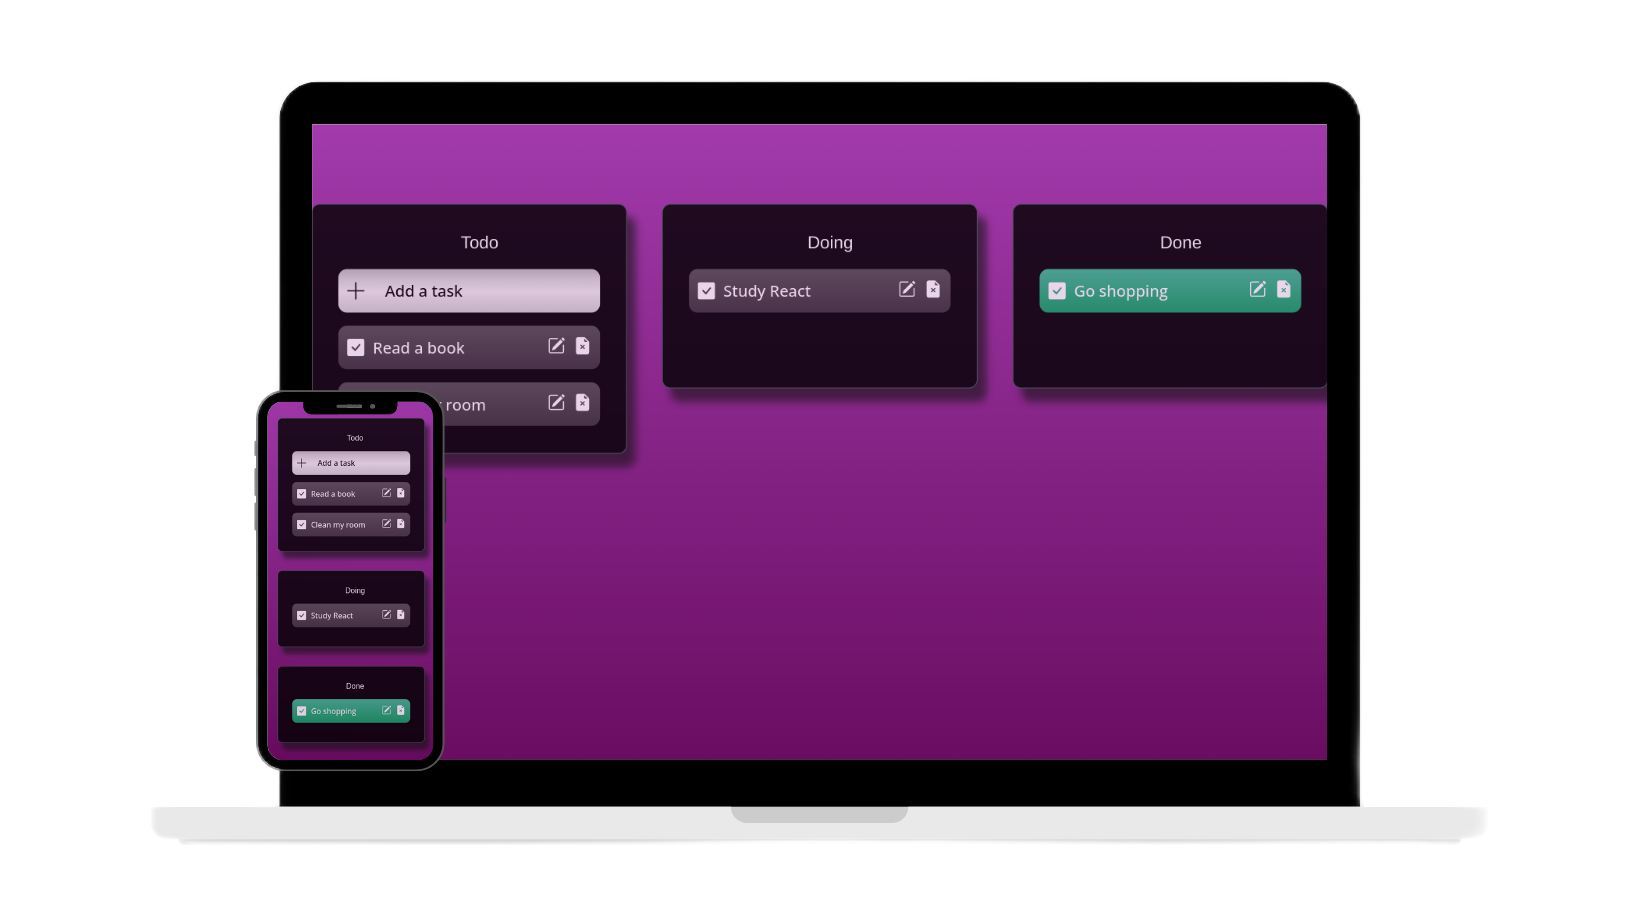 Todo
Add a task
Read a book
room
Doing
Study React
Done
Go shopping
Todo
Add a task
Read a book
Clean my room
Doing
Study React
Done
Go shopping